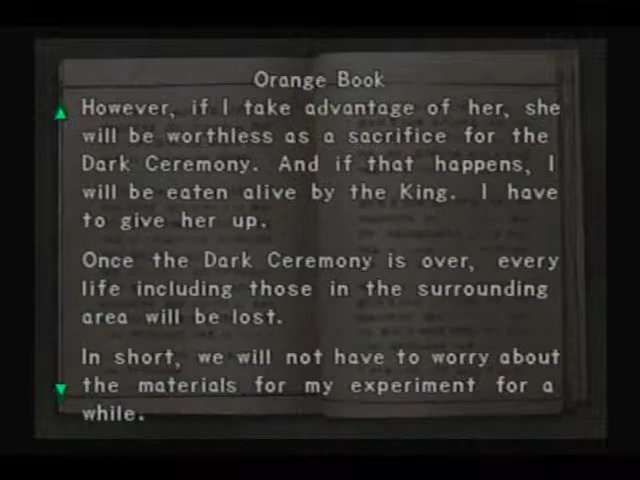 Orange Book
However, if I take advantage of her, she
will be worthless as a sacrifice for the
Dark Ceremony. And if that happens, I
will be eaten alive by the King. I have
to give her up.
Once the Dark Ceremony is over, every
life including those in the surrounding
area will be lost.
In short, we will not have to worry about
the materials for my experiment for a
while.